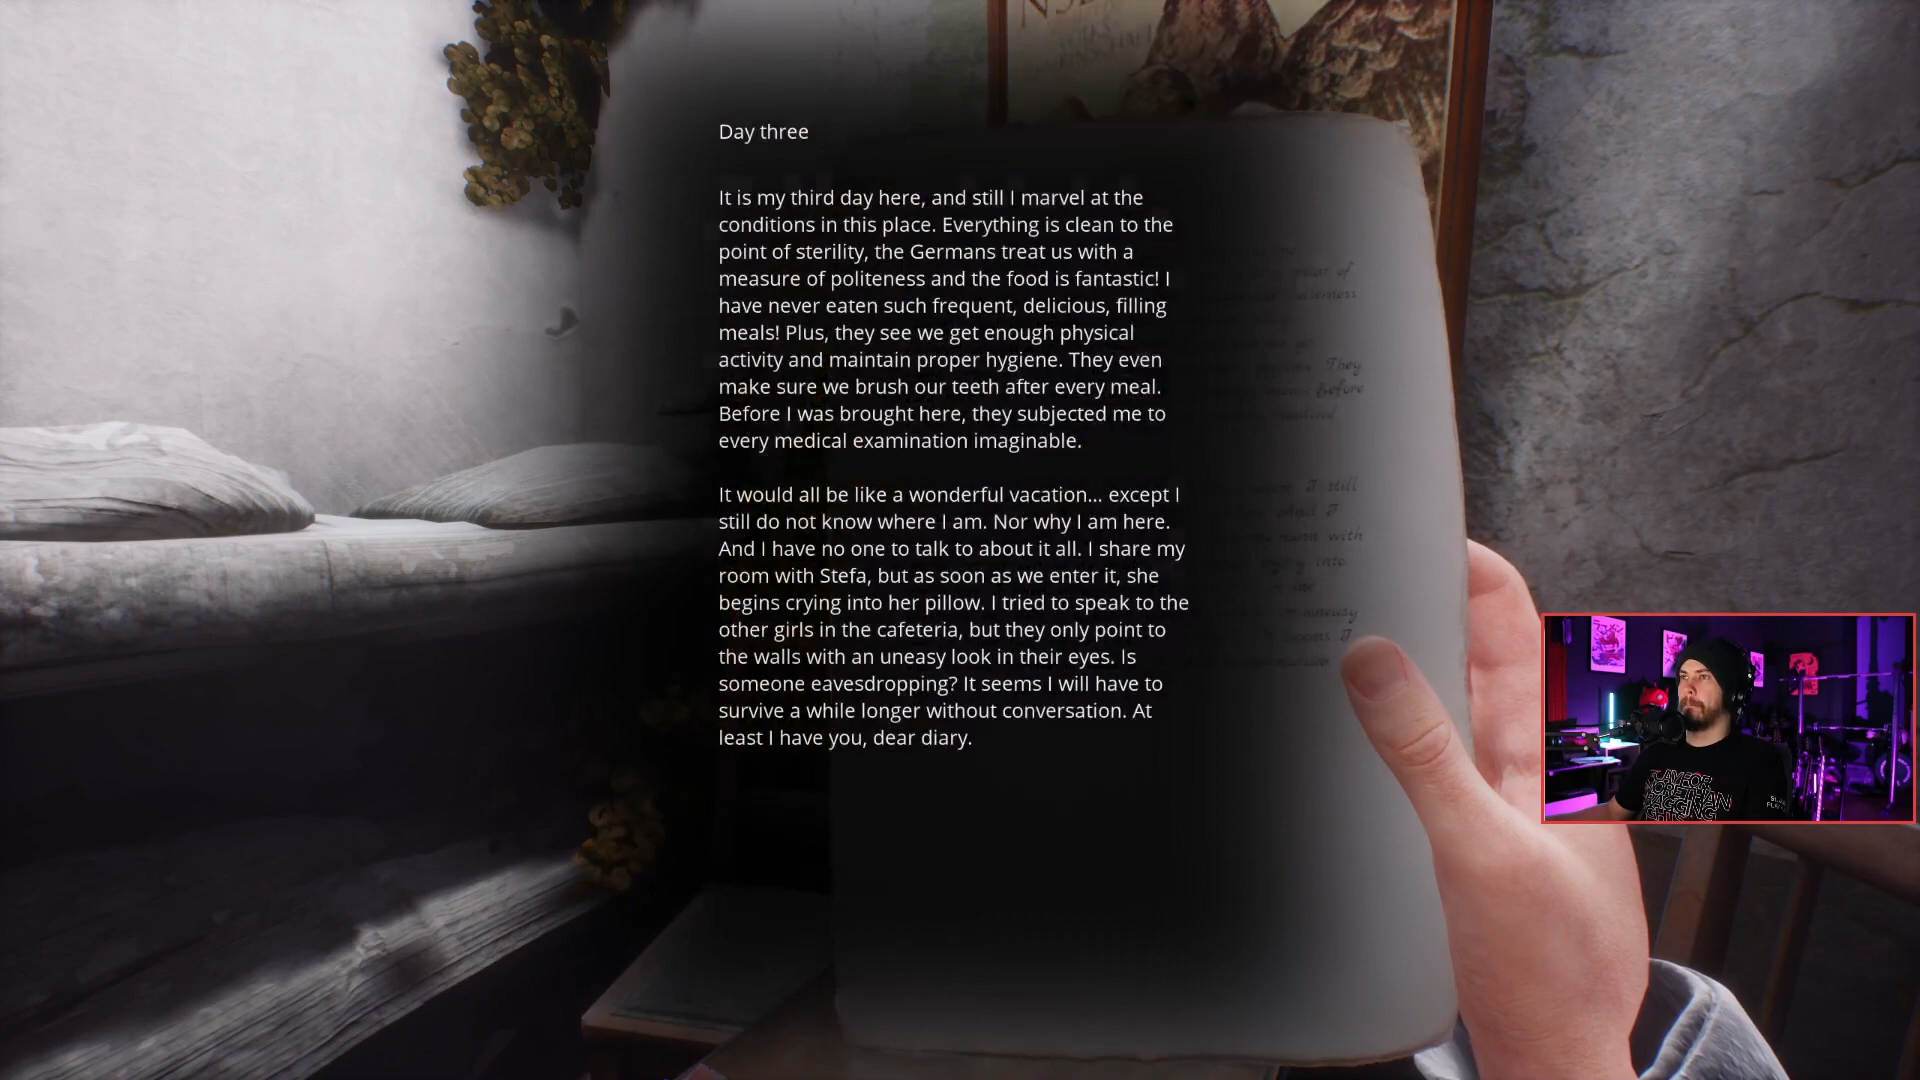 Day three
It is my third day here, and still I marvel at the
conditions in this place. Everything is clean to the
point of sterility, the Germans treat us with a
measure of politeness and the food is fantastic! I
have never eaten such frequent, delicious, filling
meals! Plus, they see we get enough physical
activity and maintain proper hygiene. They even
make sure we brush our teeth after every meal.
Before I was brought here, they subjected me to
every medical examination imaginable.
It would all be like a wonderful vacation... except I
still do not know where I am. Nor why I am here.
And I have no one to talk to about it all. I share my
room with Stefa, but as soon as we enter it, she
begins crying into her pillow. I tried to speak to the
other girls in the cafeteria, but they only point to
the walls with an uneasy look in their eyes. Is
someone eavesdropping? It seems I will have to
survive a while longer without conversation. At
least I have you, dear diary.